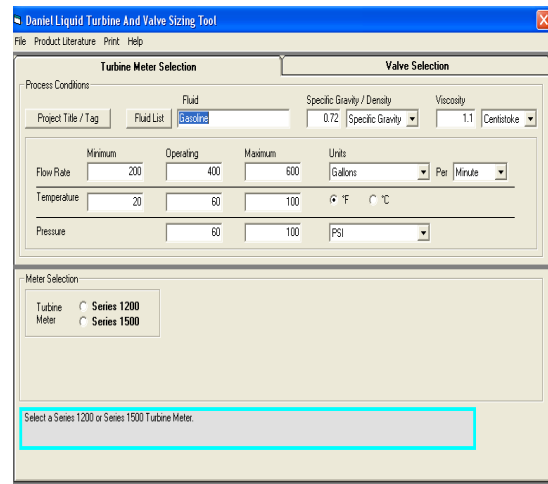 Daniel Liquid Turbine And Valve Sizing Tool
File Product Literature Print Help
Turbine Meter Selection Valve Selection
Process Conditions
Fluid Specific Gravity / Density Viscosity
Project Title / Tag Fluid List Gasoline 0.72 Specific Gravity 1.1 Centistoke
Minimum Operating Maximum Units
Flow Rate 200 400 600 Gallons Per Minute
Temperature 20 60 100 °F °C
Pressure 60 100 PSI
Meter Selection
Turbine Meter
Series 1200
Series 1500
Select a Series 1200 or Series 1500 Turbine Meter.